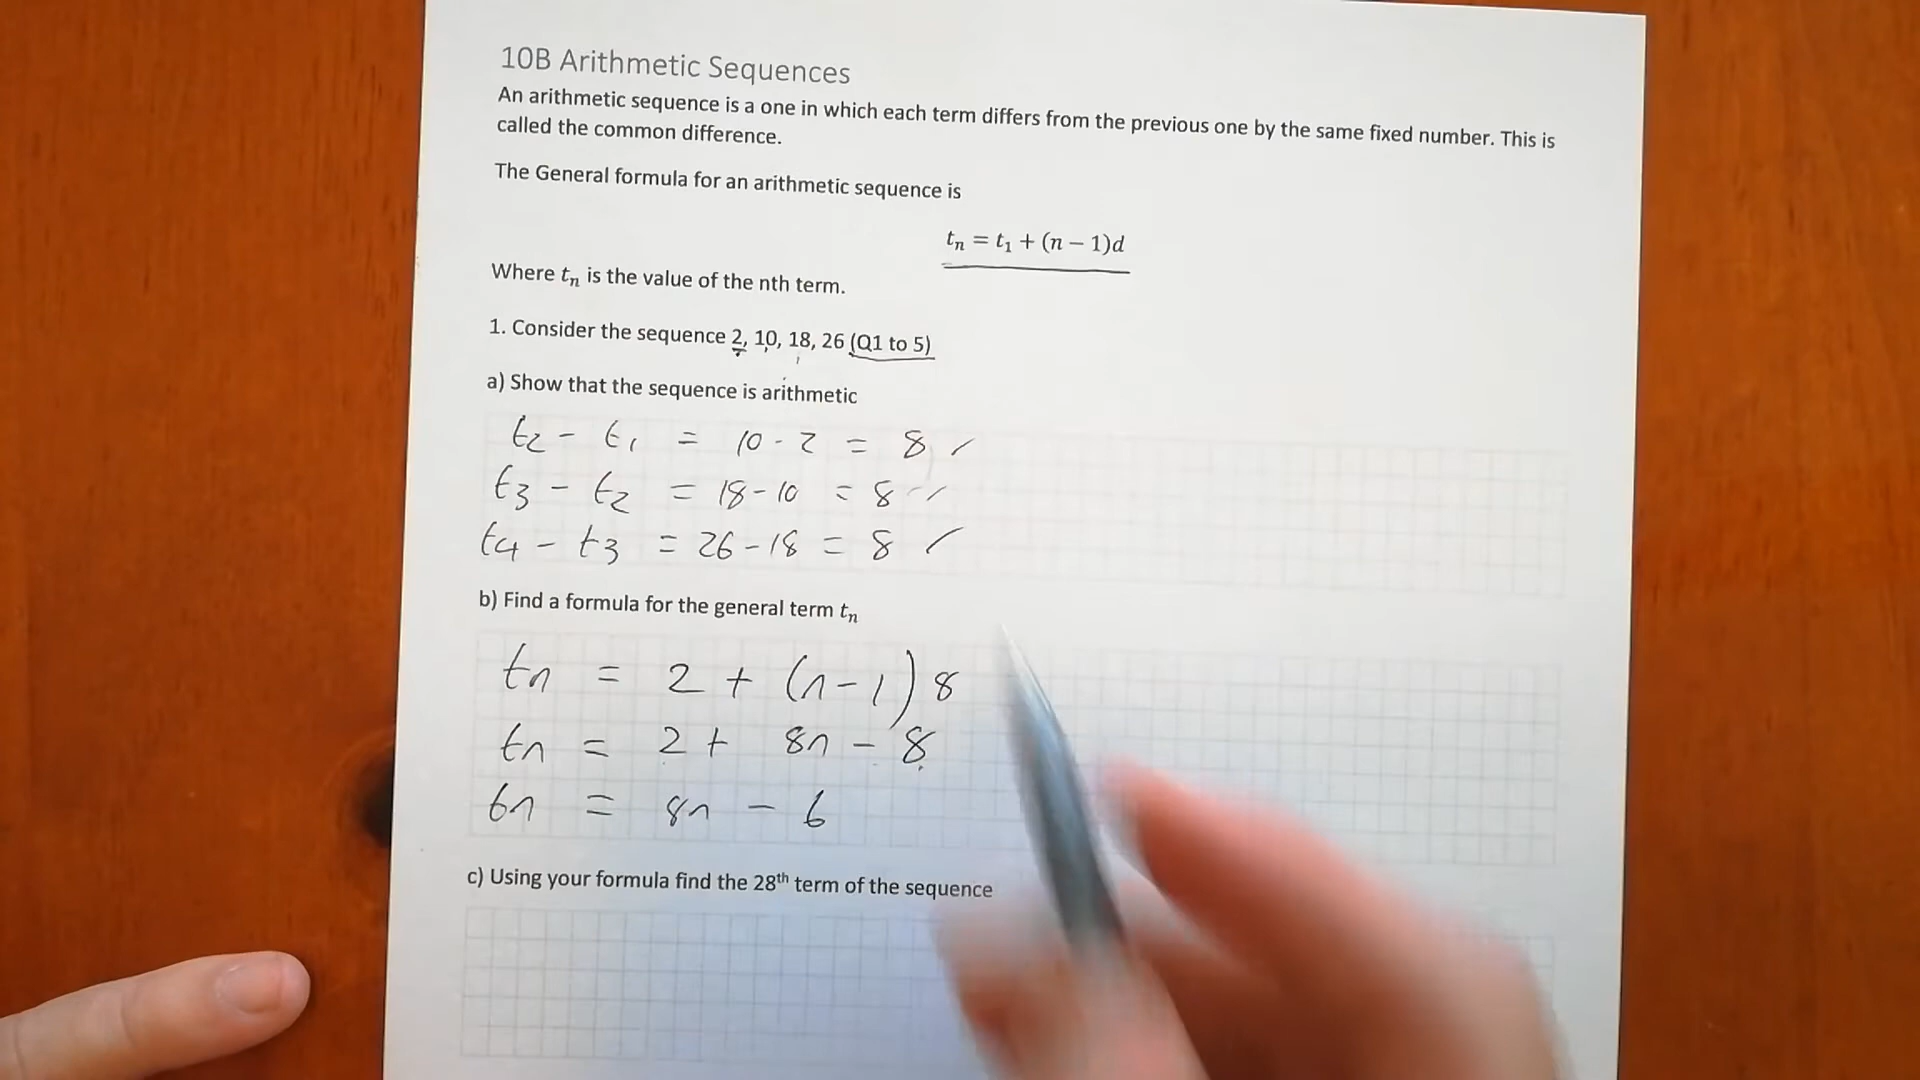 10B Arithmetic Sequences
An arithmetic sequence is a one in which each term differs from the previous one by the same fixed number. This is
called the common difference.
The General formula for an arithmetic sequence is
tₙ = t₁ + (n − 1)d
Where tₙ is the value of the nth term.
1. Consider the sequence 2, 10, 18, 26 (Q1 to 5)
a) Show that the sequence is arithmetic
t₂ - t₁ = 10 - 2 = 8
t₃ - t₂ = 18 - 10 = 8
t₄ - t₃ = 26 - 18 = 8
b) Find a formula for the general term tₙ
tₙ = 2 + (n-1) 8
tₙ = 2 + 8n - 8
tₙ = 8n - 6
c) Using your formula find the 28ᵗʰ term of the sequence